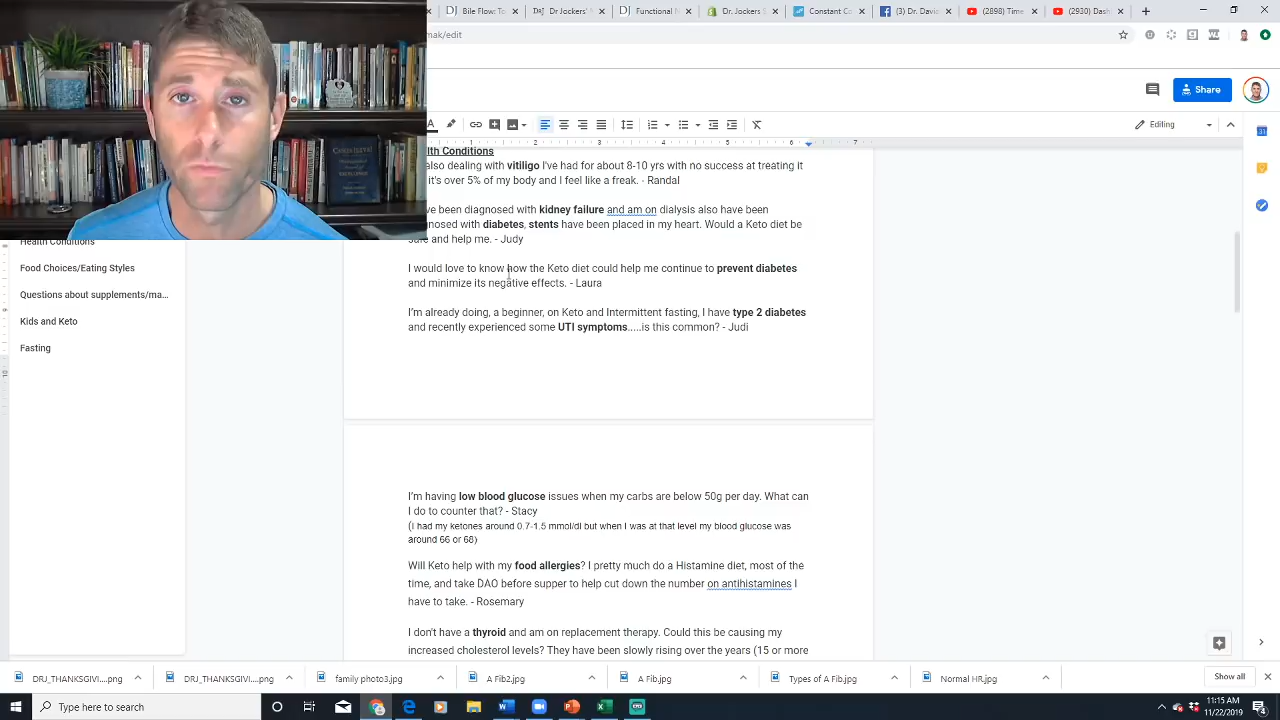 Bile Flow: To
Dr Jockers'
Functional M
Dr. Jockers E
Constant Co
(3) Dr. David
(2898) Time
(2930) Dash
mak/edit
Share
Editing
lth Conditions
also dealing with vitiligo I've had for about
8-10 yrs with no success at treatment
it's over 5% of my body and I feel like a freak. - Randal
ve been diagnosed with kidney failure and am on dialysis also have been
gnosed with diabetes, stents have been placed in my heart. Would a Keto diet be
safe and help me. - Judy
Health Conditions
Food Choices/Eating Styles
Questions about supplements/ma...
Kids and Keto
Fasting
I would love to know how the Keto diet could help me continue to prevent diabetes
and minimize its negative effects. - Laura
I'm already doing, a beginner, on Keto and Intermittent fasting, I have type 2 diabetes
and recently experienced some UTI symptoms.....is this common? - Judi
I'm having low blood glucose issues when my carbs are below 50g per day. What can
I do to counter that? - Stacy
(I had my ketones around 0.7-1.5 mmol/dl but when I was at that level my blood glucose was
around 66 or 68)
Will Keto help with my food allergies? I pretty much do a Histamine diet, most of the
time, and take DAO before supper to help cut down the number on antihistamines I
have to take. - Rosemary
I don't have a thyroid and am on replacement therapy. Could this be causing my
increased cholesterol levels? They have been slowly rising over the years (15 or more
DRJ_THANKSGIVI....png
DRJ_THANKSGIVI....png
family photo3.jpg
A Fib2.jpg
A Fib.jpg
Types of A Fib.jpg
Normal HR.jpg
Show all
Type here to search
11:15 AM
11/22/2019